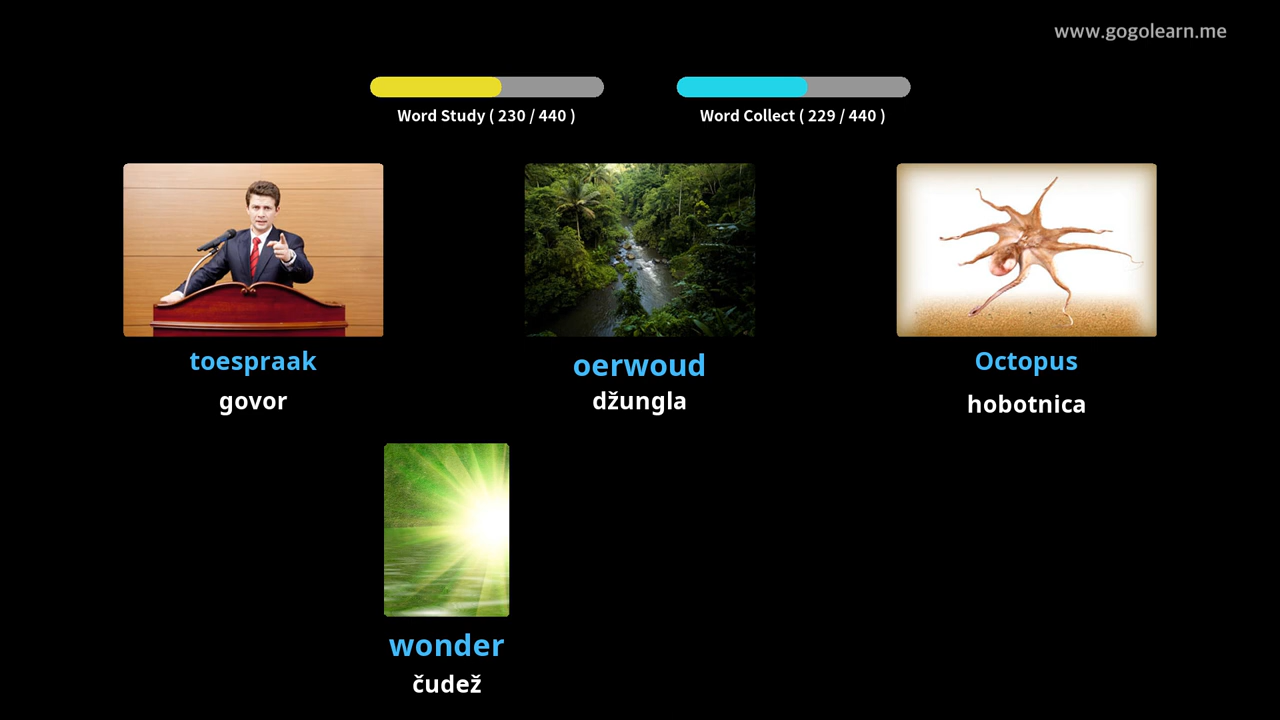 www.gogolearn.me
Word Study ( 230 / 440 )
Word Collect ( 229 / 440 )
toespraak
govor
oerwoud
džungla
Octopus
hobotnica
wonder
čudež